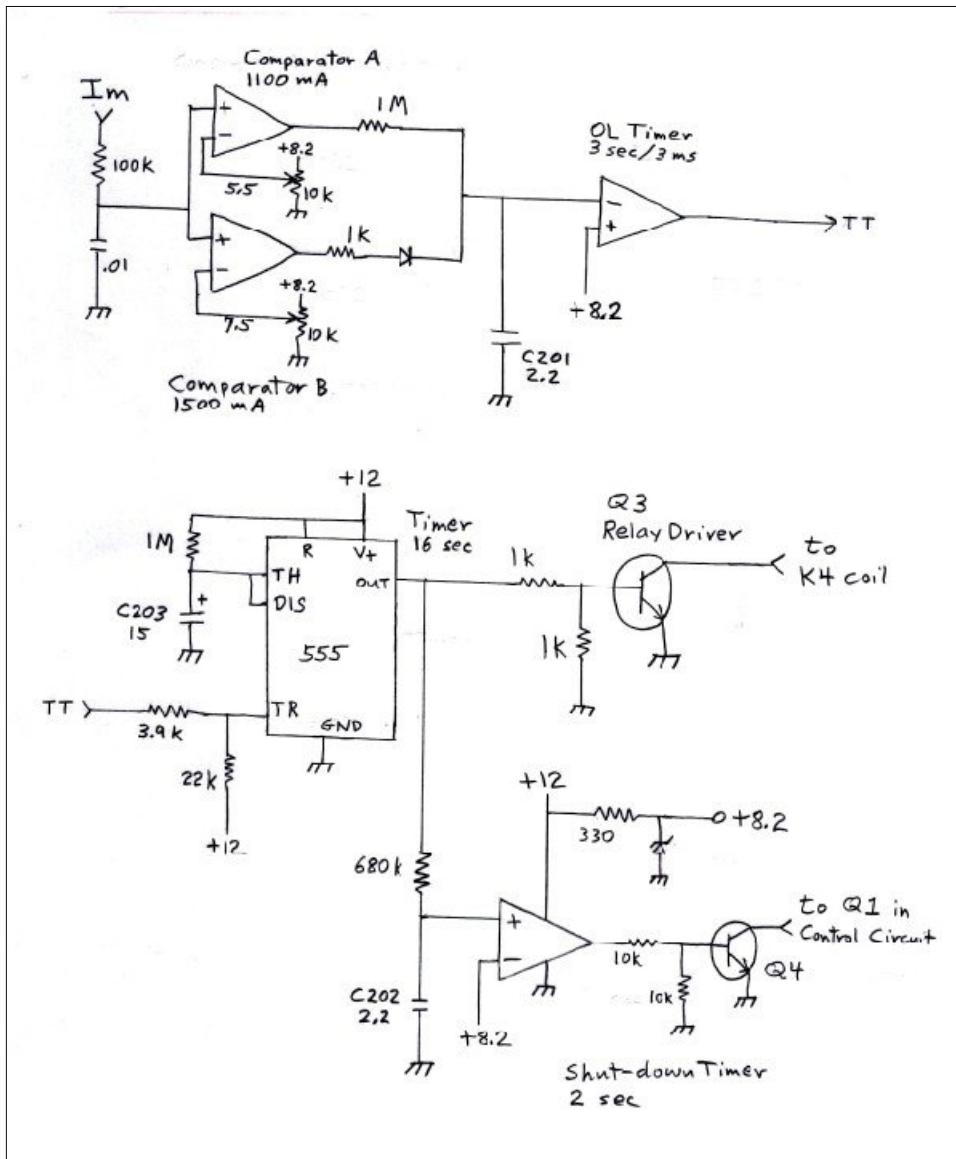 Comparator A
1100 mA
Im
100K
.01
+
-
5.5
+8.2
10k
1M
+
-
7.5
+8.2
10k
1k
Comparator B
1500 mA
OL Timer
3 sec/3 ms
-
+
+8.2
TT
C201
2.2
+12
1M
C203
15
+
R
V+
TH
DIS
OUT
555
TR
GND
TT
3.9k
22k
+12
Timer
16 sec
1k
1k
Q3
Relay Driver
to
K4 coil
680k
C202
2.2
+12
330
+8.2
+
-
+8.2
10k
10k
to Q1 in
Control Circuit
Q4
Shut-down Timer
2 sec